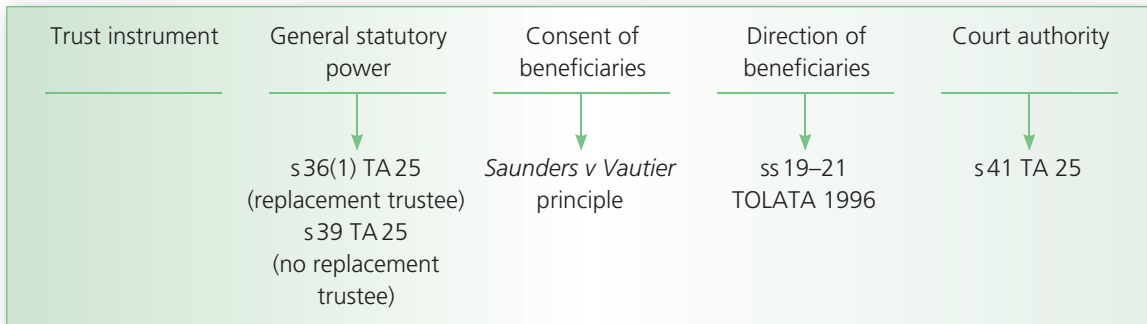 Trust instrument
General statutory
power
Consent of
beneficiaries
Direction of
beneficiaries
Court authority
s 36(1) TA 25
(replacement trustee)
s 39 TA 25
(no replacement
trustee)
Saunders v Vautier
principle
ss 19–21
TOLATA 1996
s 41 TA 25